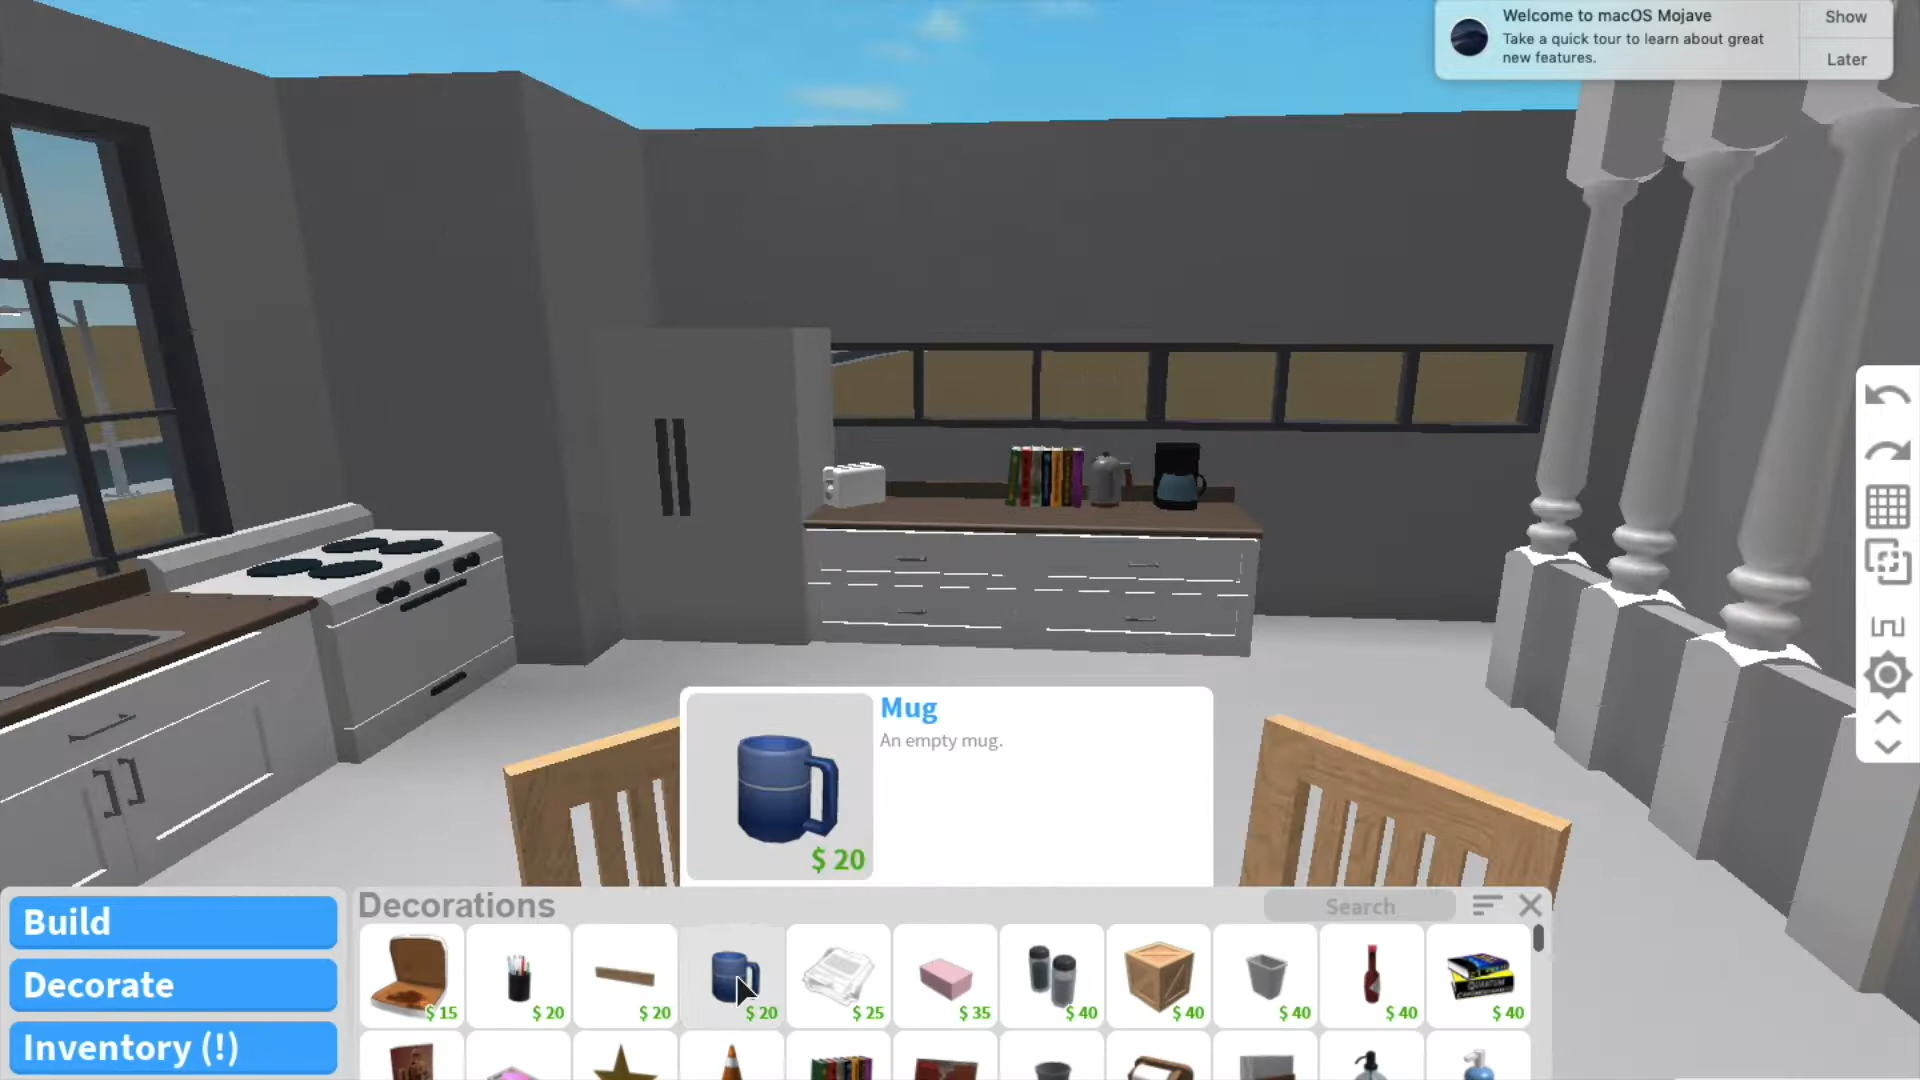 Welcome to macOS Mojave
Take a quick tour to learn about great
new features.
Show
Later
Mug
An empty mug.
$ 20
Decorations
Search
Build
Decorate
Inventory (!)
$ 15
$ 20
$ 20
$ 20
$ 25
$ 35
$ 40
$ 40
$ 40
$ 40
$ 40
QUANTUM